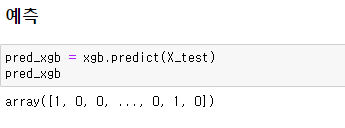 예측
pred_xgb = xgb.predict(X_test)
pred_xgb
array([1, 0, 0, ..., 0, 1, 0])